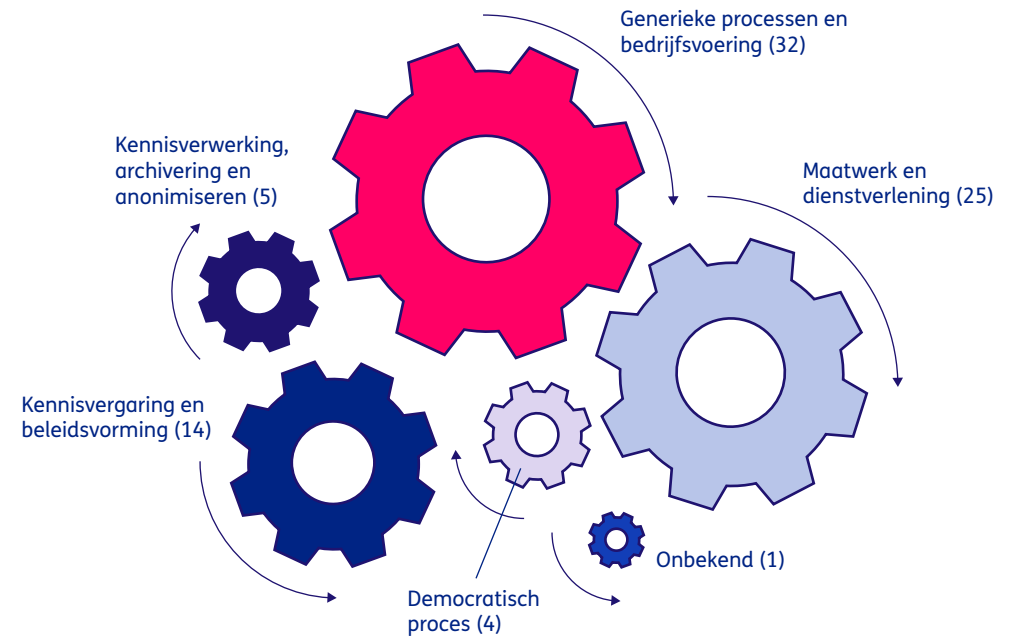 Generieke processen en
bedrijfsvoering (32)
Kennisverwerking,
archivering en
anonimiseren (5)
Maatwerk en
dienstverlening (25)
Kennisvergaring en
beleidsvorming (14)
Onbekend (1)
Democratisch
proces (4)